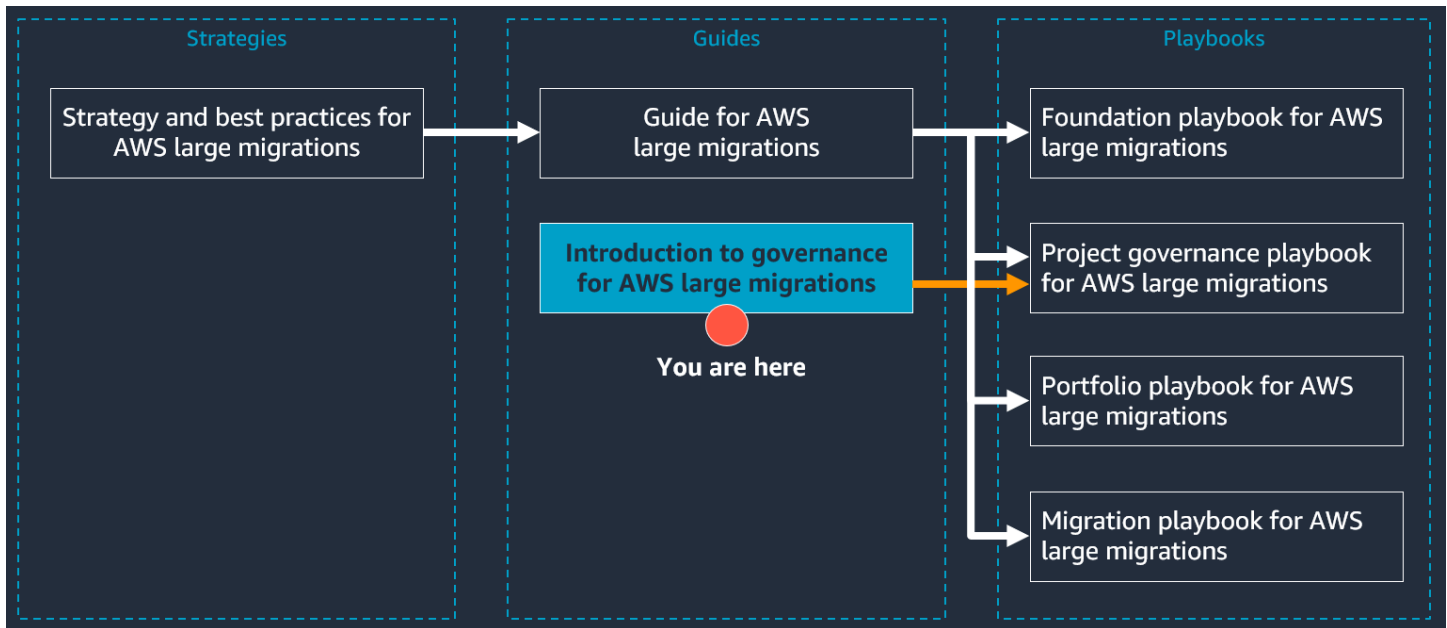 Strategies
Strategy and best practices for
AWS large migrations
Guides
Guide for AWS
large migrations
Introduction to governance
for AWS large migrations
You are here
Playbooks
Foundation playbook for AWS
large migrations
Project governance playbook
for AWS large migrations
Portfolio playbook for AWS
large migrations
Migration playbook for AWS
large migrations